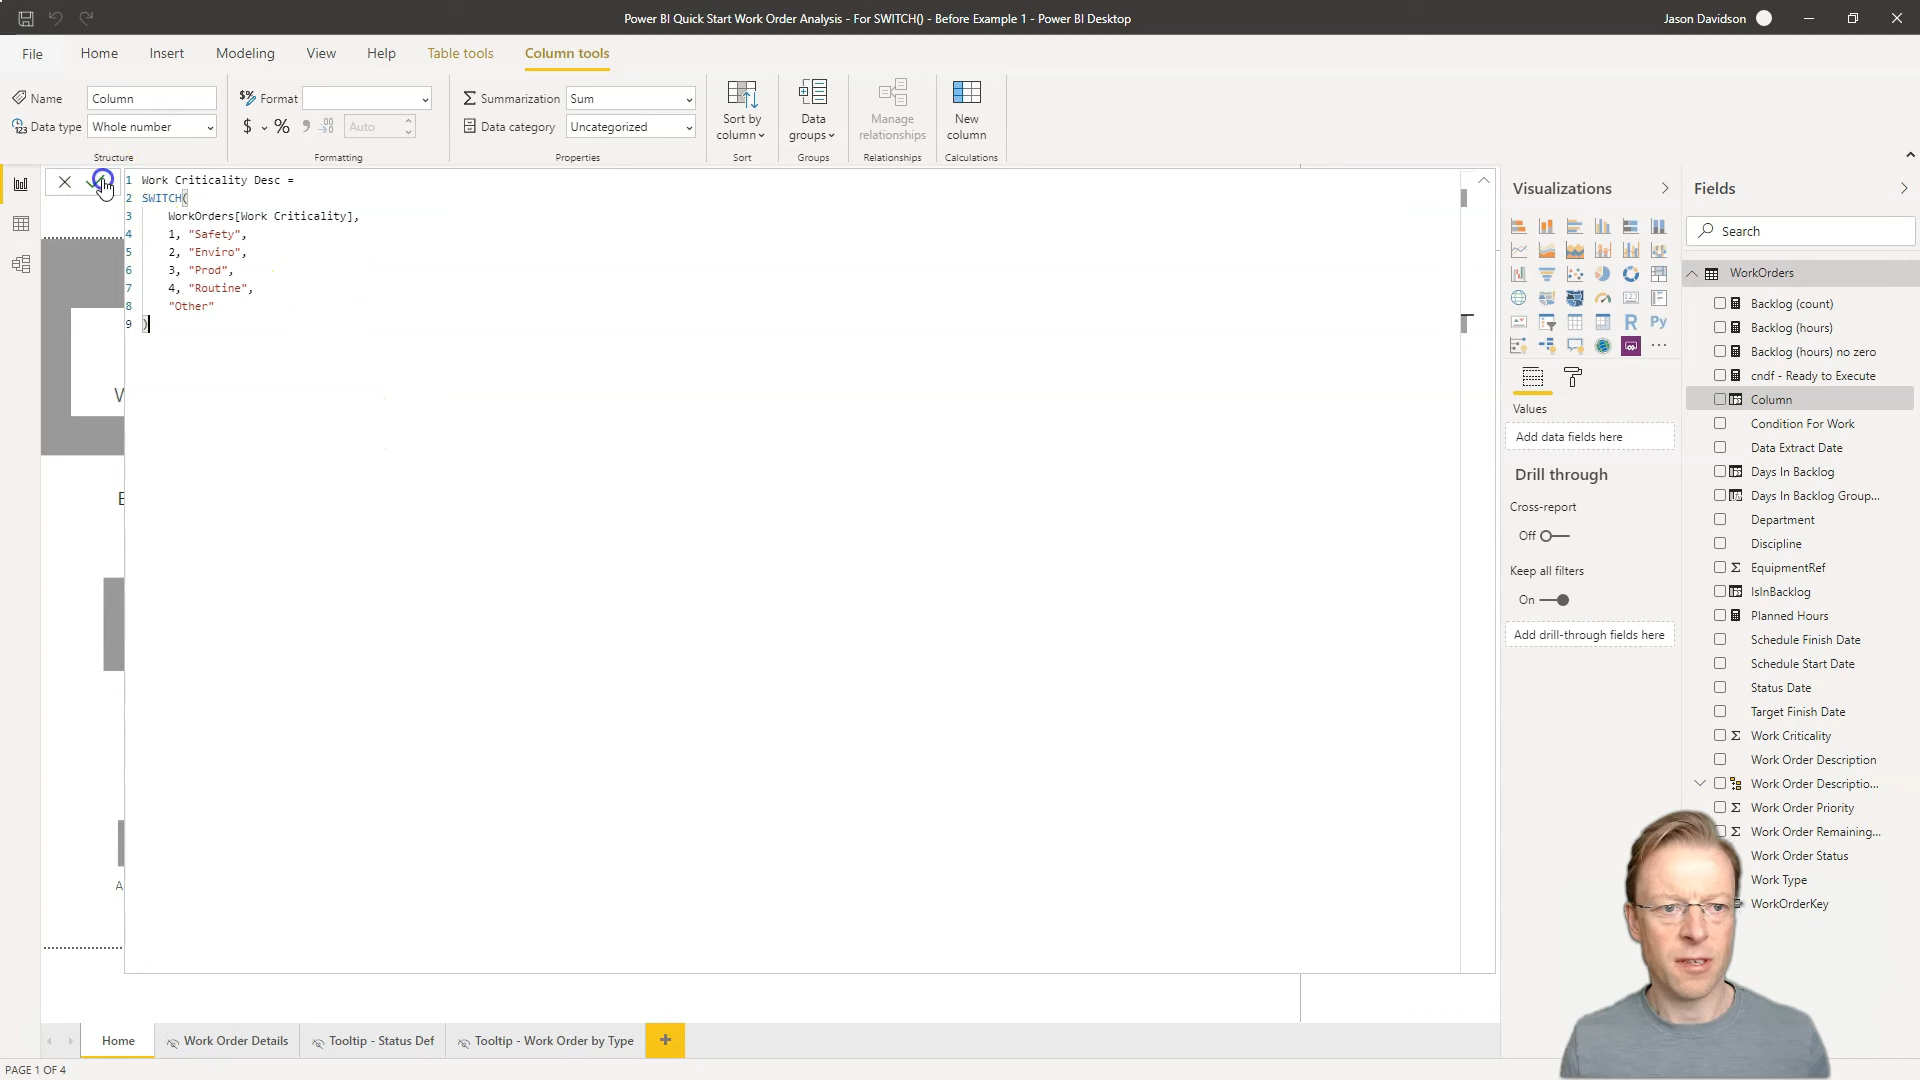 Power BI Quick Start Work Order Analysis - For SWITCH() - Before Example 1 - Power BI Desktop
Jason Davidson
File
Home
Insert
Modeling
View
Help
Table tools
Column tools
Name
Column
Data type
Whole number
Structure
Format
$ % 9
Auto
Formatting
Summarization
Sum
Data category
Uncategorized
Properties
Sort by
column
Sort
Data
groups
Groups
Manage
relationships
Relationships
New
column
Calculations
1 Work Criticality Desc =
2 SWITCH(
3 WorkOrders[Work Criticality],
4 1, "Safety",
5 2, "Enviro",
6 3, "Prod",
7 4, "Routine",
8 "Other"
9 )
Visualizations
R
Py
Values
Add data fields here
Drill through
Cross-report
Off
Keep all filters
On
Add drill-through fields here
Fields
Search
WorkOrders
Backlog (count)
Backlog (hours)
Backlog (hours) no zero
cndf - Ready to Execute
Column
Condition For Work
Data Extract Date
Days In Backlog
Days In Backlog Group...
Department
Discipline
EquipmentRef
IsInBacklog
Planned Hours
Schedule Finish Date
Schedule Start Date
Status Date
Target Finish Date
Work Criticality
Work Order Description
Work Order Descriptio...
Work Order Priority
Work Order Remaining...
Work Order Status
Work Type
WorkOrderKey
Home
Work Order Details
Tooltip - Status Def
Tooltip - Work Order by Type
PAGE 1 OF 4